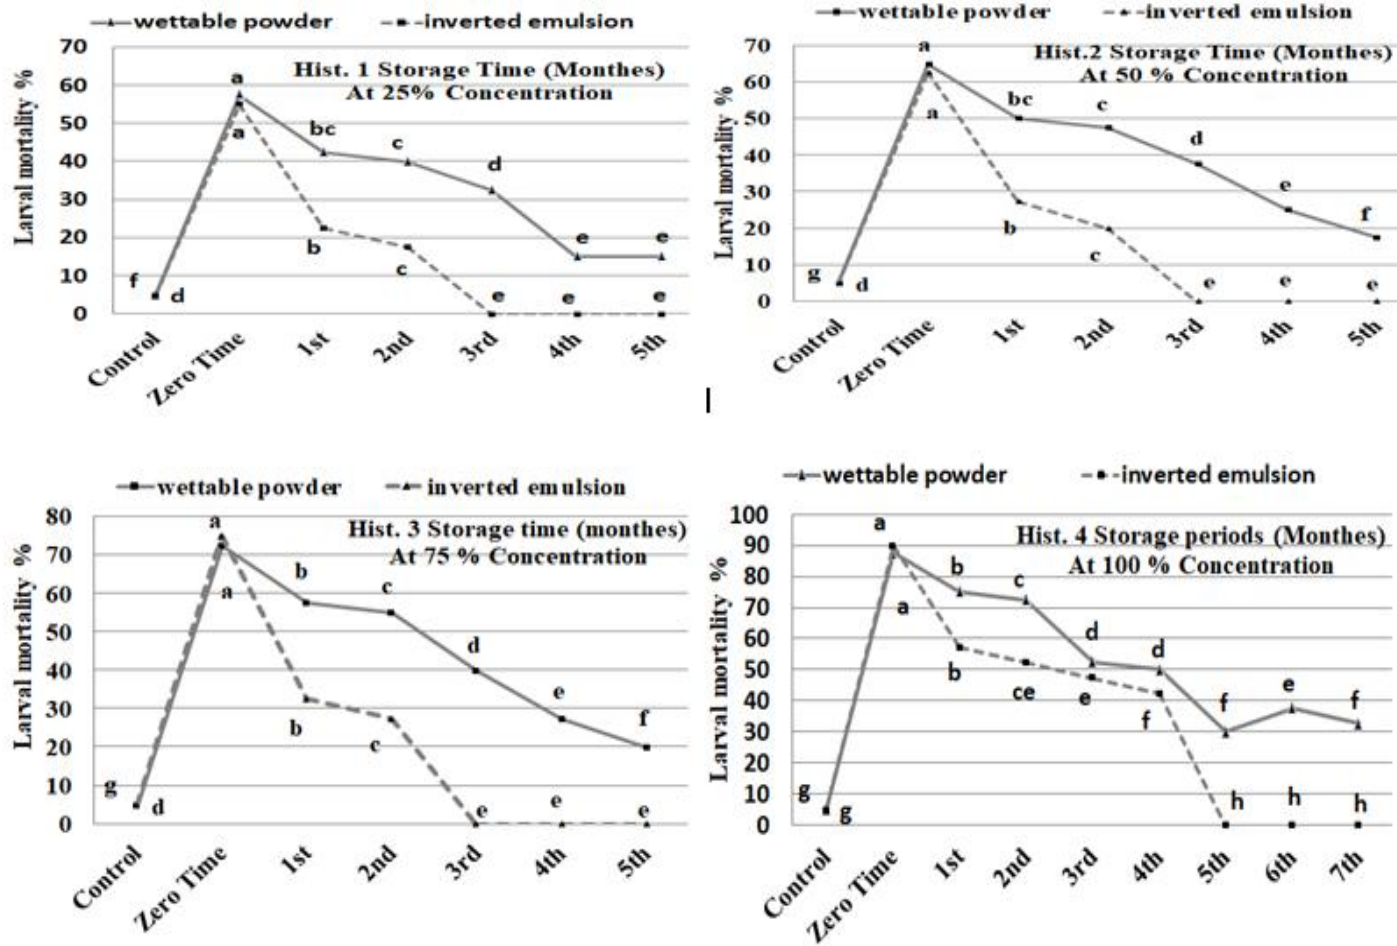 wettable powder inverted emulsion
Hist. 1 Storage Time (Monthes)
At 25% Concentration
Larval mortality %
70
60
50
40
30
20
10
0
a
a
bc
c
d
e
e
b
c
e
e
e
f
d
Control
Zero Time
1st
2nd
3rd
4th
5th
wettable powder inverted emulsion
Hist.2 Storage Time (Monthes)
At 50 % Concentration
Larval mortality %
70
60
50
40
30
20
10
0
a
a
bc
c
d
e
f
b
c
e
e
e
g
d
Control
Zero Time
1st
2nd
3rd
4th
5th
wettable powder inverted emulsion
Hist. 3 Storage time (monthes)
At 75 % Concentration
Larval mortality %
80
70
60
50
40
30
20
10
0
a
a
b
c
d
e
f
b
c
e
e
e
g
d
Control
Zero Time
1st
2nd
3rd
4th
5th
wettable powder inverted emulsion
Hist. 4 Storage periods (Monthes)
At 100 % Concentration
Larval mortality %
100
90
80
70
60
50
40
30
20
10
0
a
a
b
c
d
d
f
e
f
b
ce
e
f
h
h
h
g
g
Control
Zero Time
1st
2nd
3rd
4th
5th
6th
7th